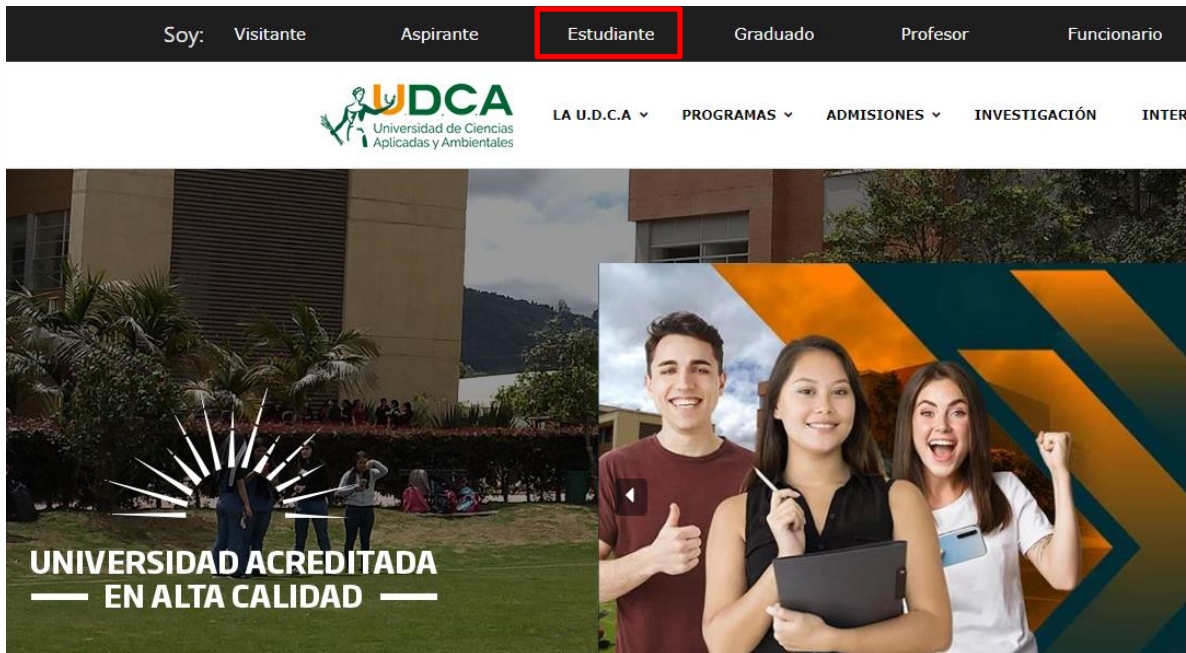 Soy: Visitante Aspirante Estudiante Graduado Profesor Funcionario
U.D.C.A
Universidad de Ciencias
Aplicadas y Ambientales
LA U.D.C.A PROGRAMAS ADMISIONES INVESTIGACIÓN INTER
UNIVERSIDAD ACREDITADA
EN ALTA CALIDAD